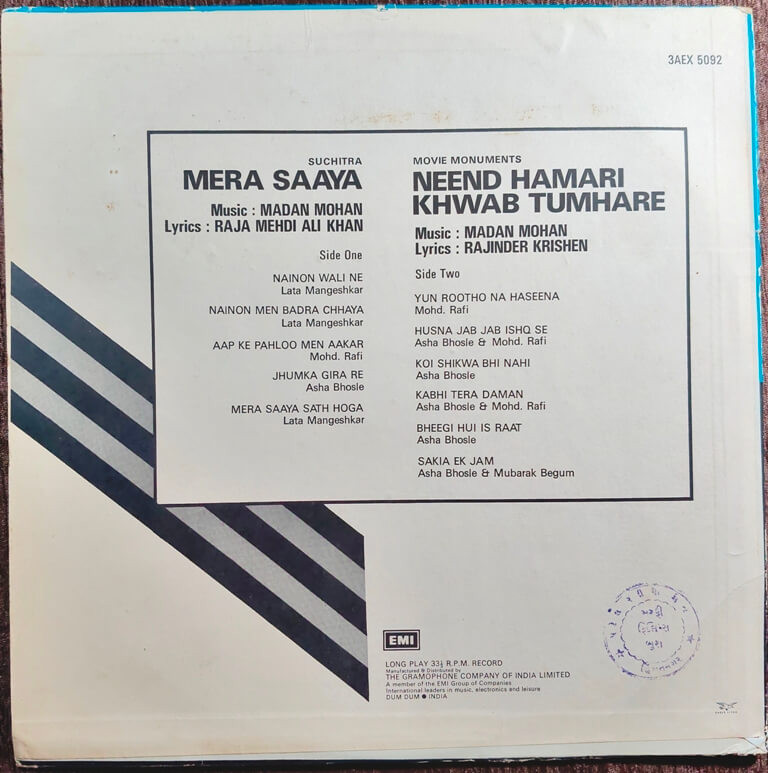 3AEX 5092
SUCHITRA
MERA SAAYA
Music : MADAN MOHAN
Lyrics : RAJA MEHDI ALI KHAN
Side One
NAINON WALI NE
Lata Mangeshkar
NAINON MEN BADRA CHHAYA
Lata Mangeshkar
AAP KE PAHLOO MEN AAKAR
Mohd. Rafi
JHUMKA GIRA RE
Asha Bhosle
MERA SAAYA SATH HOGA
Lata Mangeshkar
MOVIE MONUMENTS
NEEND HAMARI
KHWAB TUMHARE
Music : MADAN MOHAN
Lyrics : RAJINDER KRISHEN
Side Two
YUN ROOTHO NA HASEENA
Mohd. Rafi
HUSNA JAB JAB ISHQ SE
Asha Bhosle & Mohd. Rafi
KOI SHIKWA BHI NAHI
Asha Bhosle
KABHI TERA DAMAN
Asha Bhosle & Mohd. Rafi
BHEEGI HUI IS RAAT
Asha Bhosle
SAKIA EK JAM
Asha Bhosle & Mubarak Begum
EMI
LONG PLAY 33⅓ R.P.M. RECORD
Manufactured & Distributed by
THE GRAMOPHONE COMPANY OF INDIA LIMITED
A member of the EMI Group of Companies
International leaders in music, electronics and leisure
DUM DUM ● INDIA